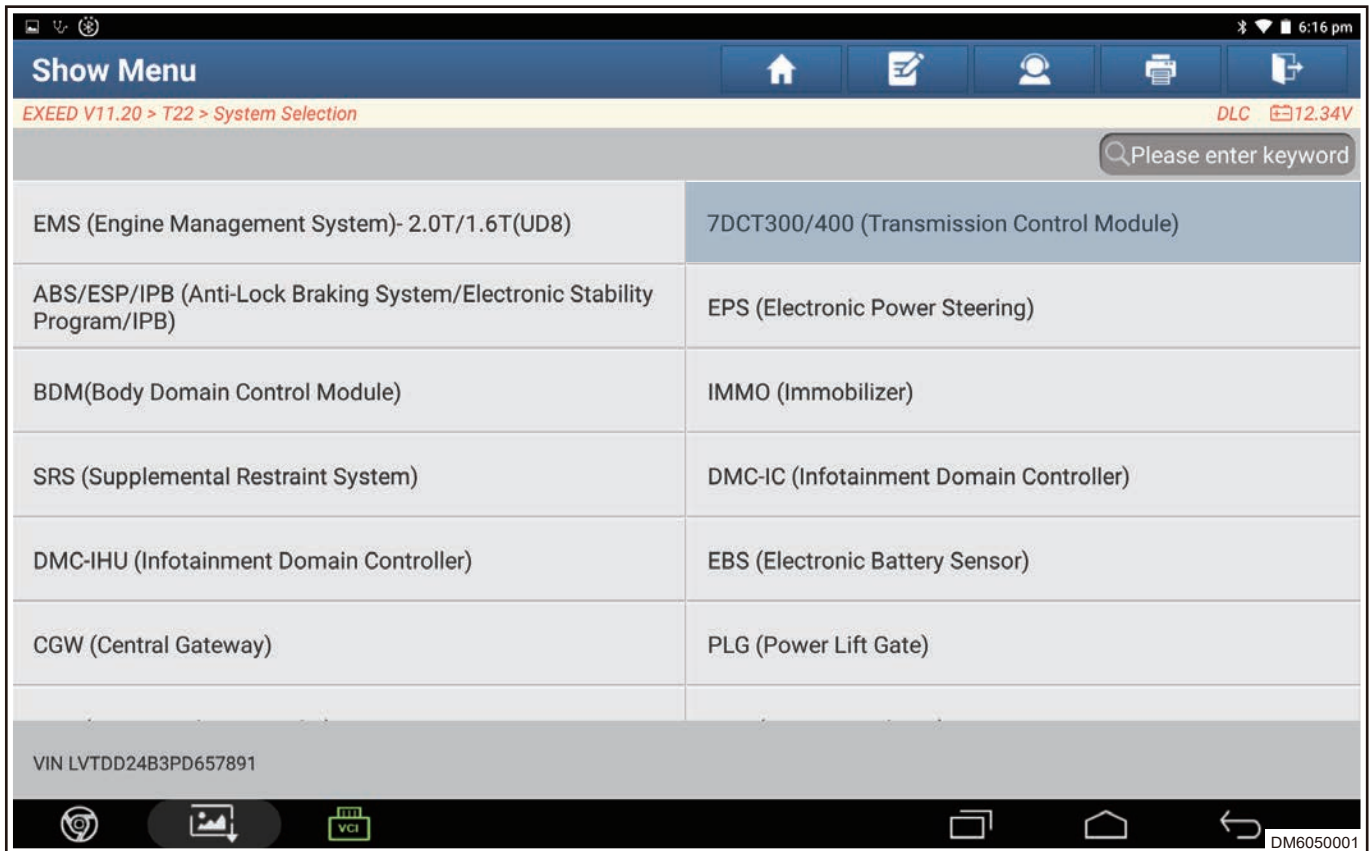 6:16 pm
Show Menu
EXEED V11.20 > T22 > System Selection
DLC 12.34V
Please enter keyword
EMS (Engine Management System)- 2.0T/1.6T(UD8)
7DCT300/400 (Transmission Control Module)
ABS/ESP/IPB (Anti-Lock Braking System/Electronic Stability
Program/IPB)
EPS (Electronic Power Steering)
BDM(Body Domain Control Module)
IMMO (Immobilizer)
SRS (Supplemental Restraint System)
DMC-IC (Infotainment Domain Controller)
DMC-IHU (Infotainment Domain Controller)
EBS (Electronic Battery Sensor)
CGW (Central Gateway)
PLG (Power Lift Gate)
VIN LVTDD24B3PD657891
VCI
DM6050001